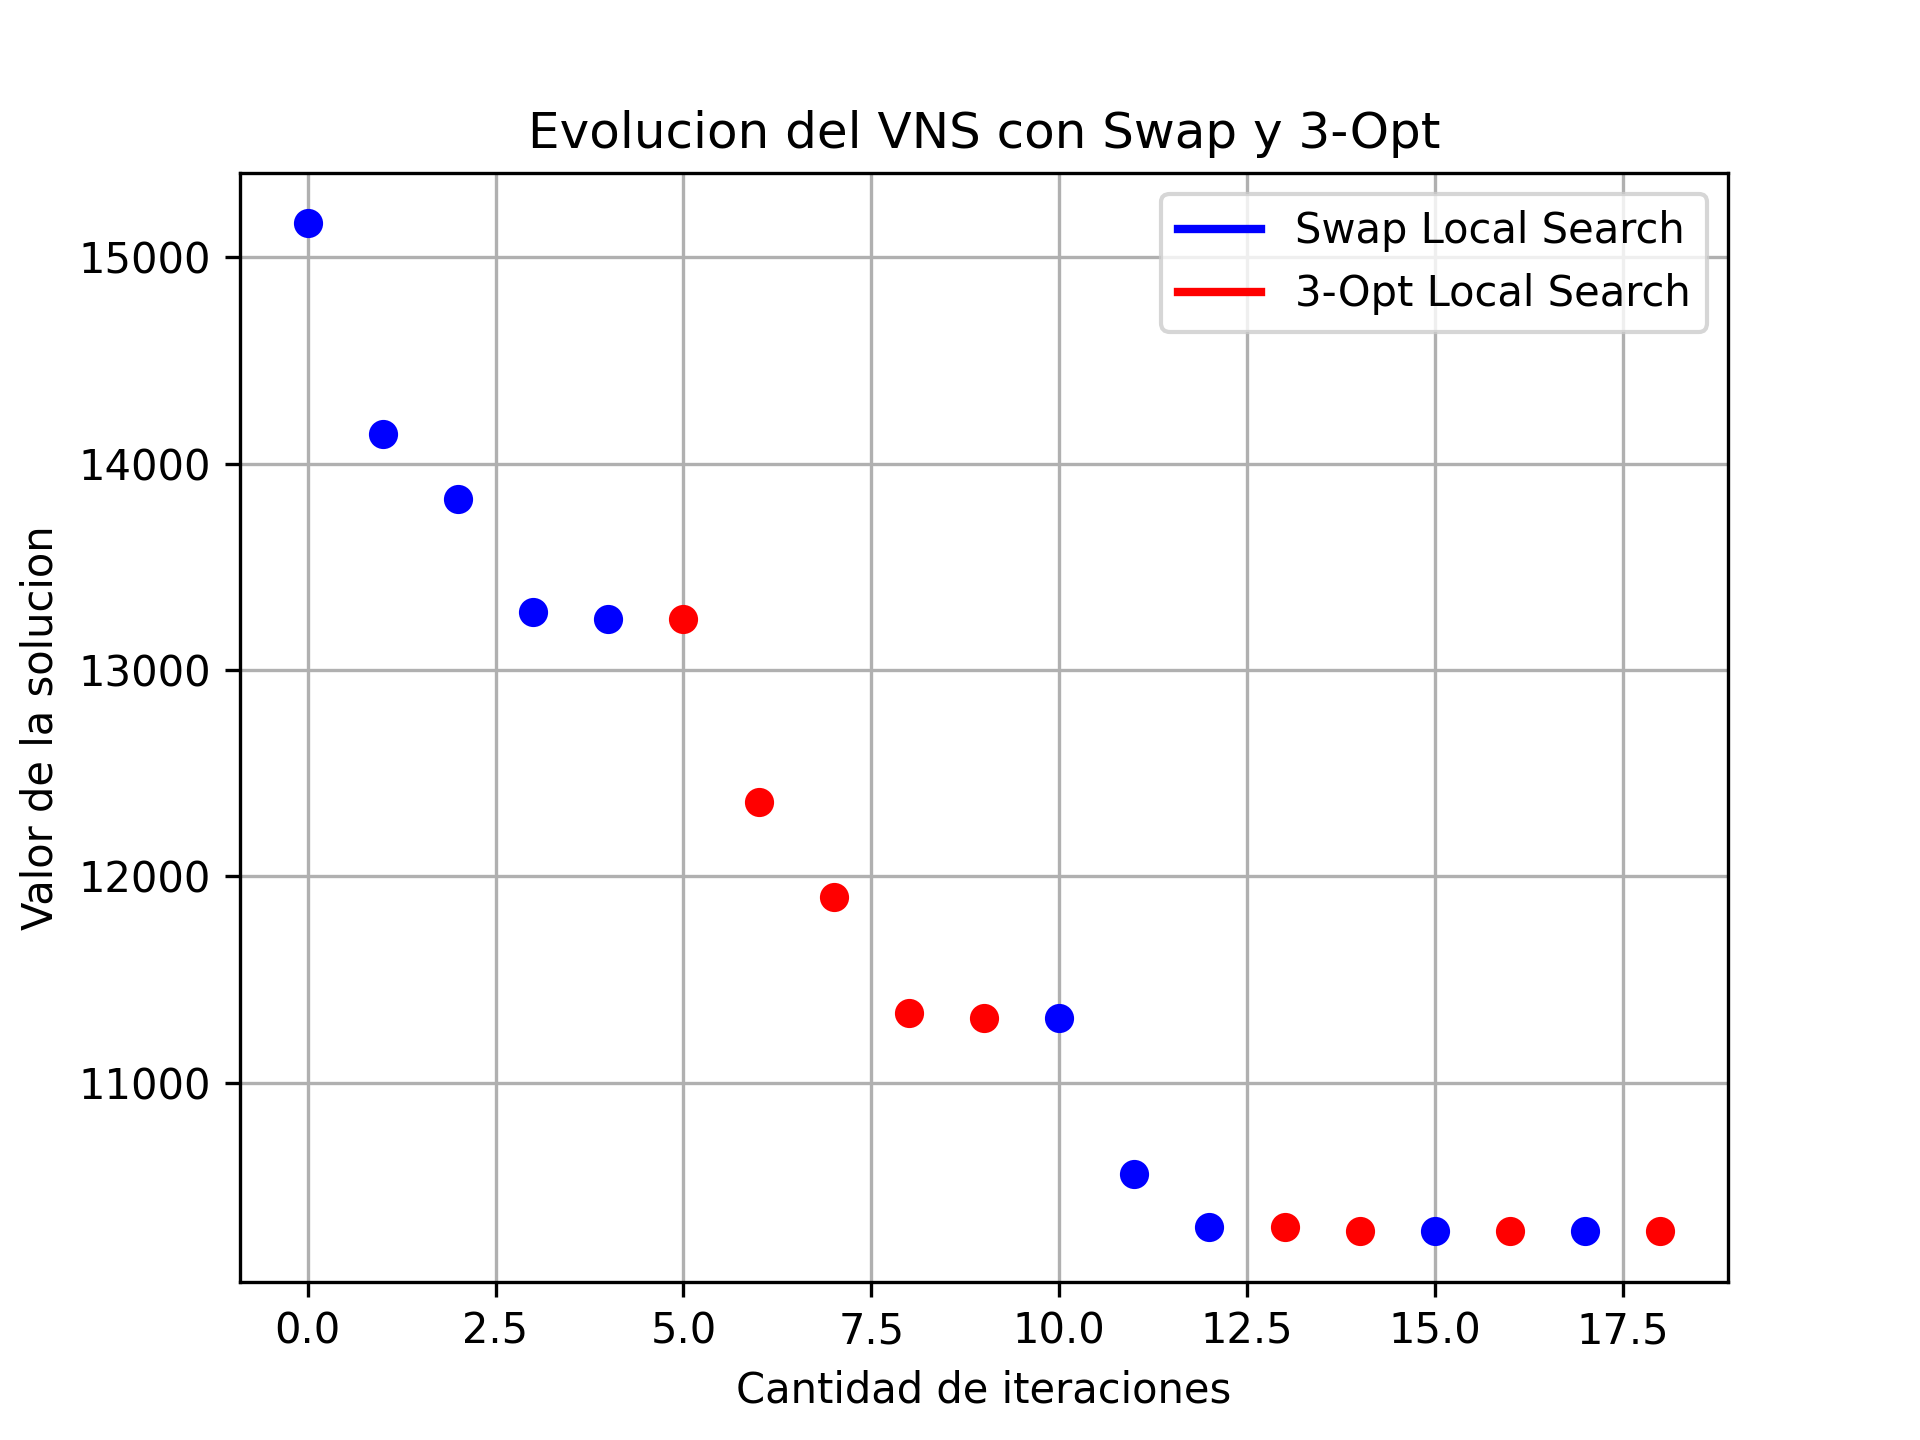 Evolucion del VNS con Swap y 3-Opt
Swap Local Search
3-Opt Local Search
Valor de la solucion
15000
14000
13000
12000
11000
0.0 2.5 5.0 7.5 10.0 12.5 15.0 17.5
Cantidad de iteraciones